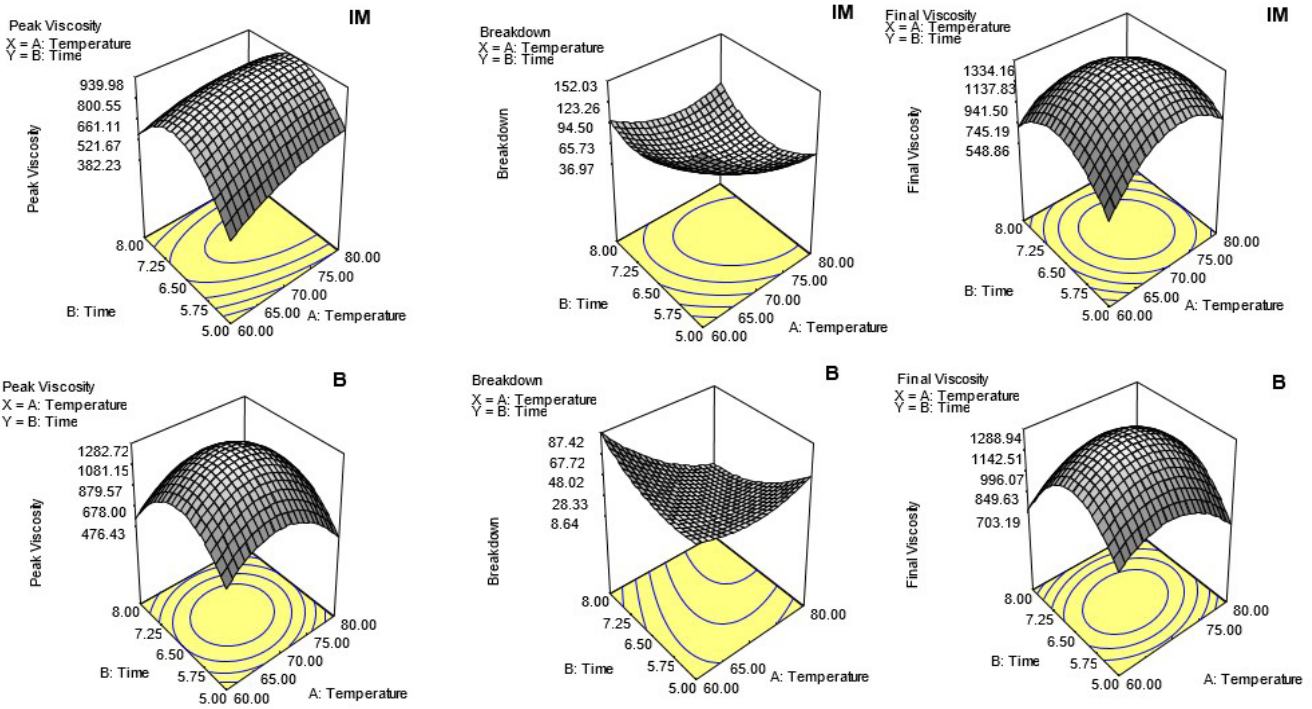 Peak Viscosity
IM
X = A: Temperature
Y = B: Time
939.98
800.55
661.11
521.67
382.23
Peak Viscosity
8.00
7.25
6.50
5.75
5.00
60.00
65.00
70.00
75.00
80.00
B: Time
A: Temperature
Breakdown
IM
X = A: Temperature
Y = B: Time
152.03
123.26
94.50
65.73
36.97
Breakdown
8.00
7.25
6.50
5.75
5.00
60.00
65.00
70.00
75.00
80.00
B: Time
A: Temperature
Final Viscosity
IM
X = A: Temperature
Y = B: Time
1334.16
1137.83
941.50
745.19
548.86
Final Viscosity
8.00
7.25
6.50
5.75
5.00
60.00
65.00
70.00
75.00
80.00
B: Time
A: Temperature
Peak Viscosity
B
X = A: Temperature
Y = B: Time
1282.72
1081.15
879.57
678.00
476.43
Peak Viscosity
8.00
7.25
6.50
5.75
5.00
60.00
65.00
70.00
75.00
80.00
B: Time
A: Temperature
Breakdown
B
X = A: Temperature
Y = B: Time
87.42
67.72
48.02
28.33
8.64
Breakdown
8.00
7.25
6.50
5.75
5.00
60.00
65.00
70.00
75.00
80.00
B: Time
A: Temperature
Final Viscosity
B
X = A: Temperature
Y = B: Time
1288.94
1142.51
996.07
849.63
703.19
Final Viscosity
8.00
7.25
6.50
5.75
5.00
60.00
65.00
70.00
75.00
80.00
B: Time
A: Temperature